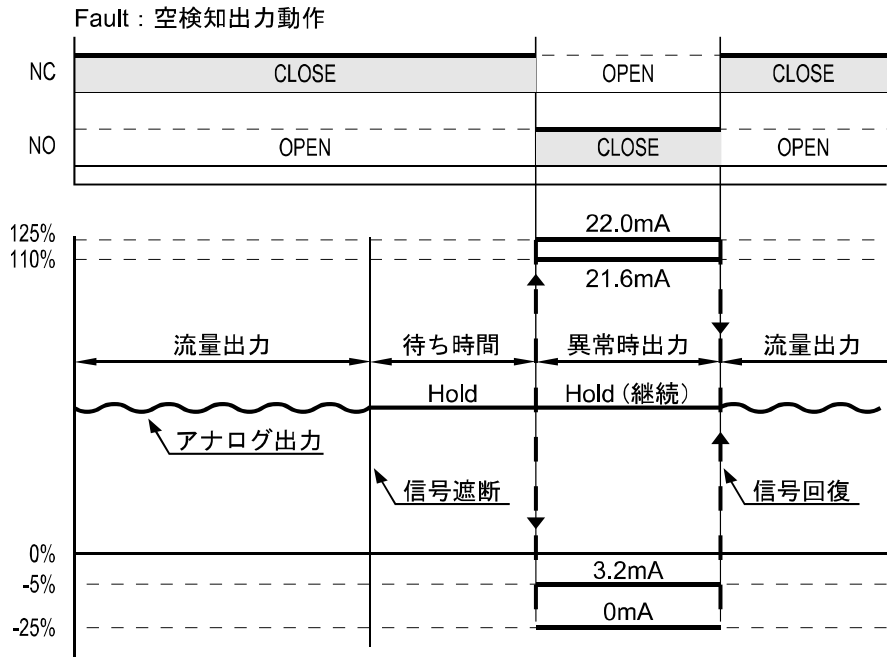 Fault：空検知出力動作
NC
CLOSE
OPEN
CLOSE
NO
OPEN
CLOSE
OPEN
125%
22.0mA
110%
21.6mA
流量出力
待ち時間
異常時出力
流量出力
Hold
Hold（継続）
アナログ出力
信号遮断
信号回復
0%
-5%
3.2mA
0mA
-25%